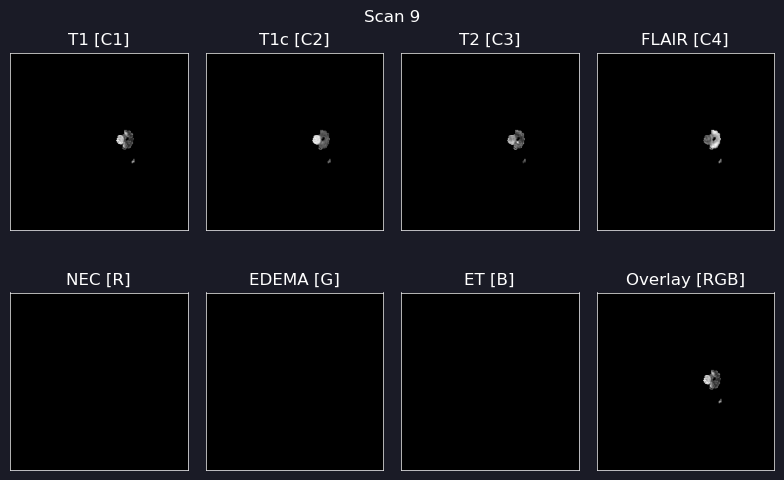 Scan 9
T1 [C1]
T1c [C2]
T2 [C3]
FLAIR [C4]
NEC [R]
EDEMA [G]
ET [B]
Overlay [RGB]